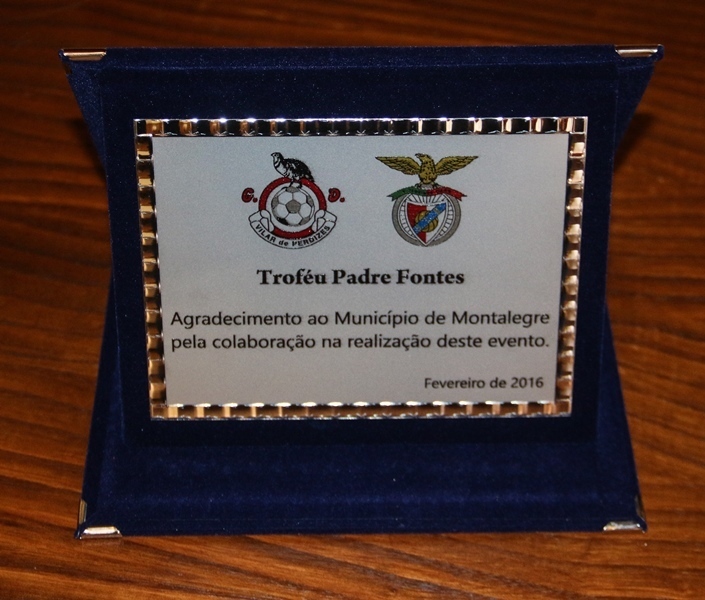 G. D.
VILAR de PERDIZES
Troféu Padre Fontes
Agradecimento ao Município de Montalegre
pela colaboração na realização deste evento.
Fevereiro de 2016